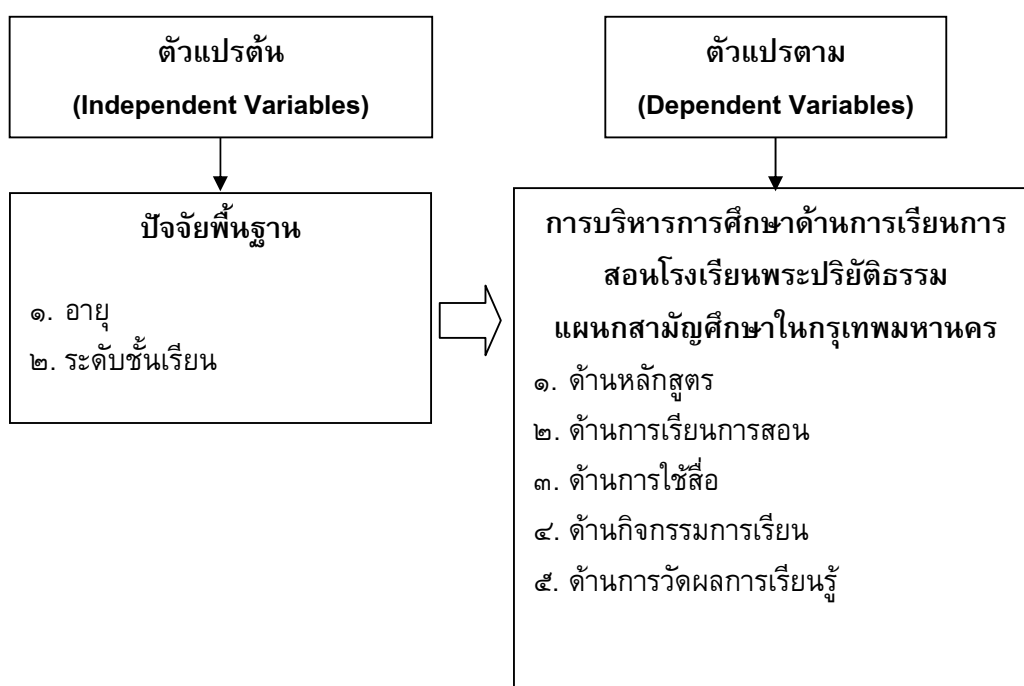 ตัวแปรต้น
(Independent Variables)
ปัจจัยพื้นฐาน
๑. อายุ
๒. ระดับชั้นเรียน
ตัวแปรตาม
(Dependent Variables)
การบริหารการศึกษาด้านการเรียนการ
สอนโรงเรียนพระปริยัติธรรม
แผนกสามัญศึกษาในกรุเทพมหานคร
๑. ด้านหลักสูตร
๒. ด้านการเรียนการสอน
๓. ด้านการใช้สื่อ
๔. ด้านกิจกรรมการเรียน
๕. ด้านการวัดผลการเรียนรู้